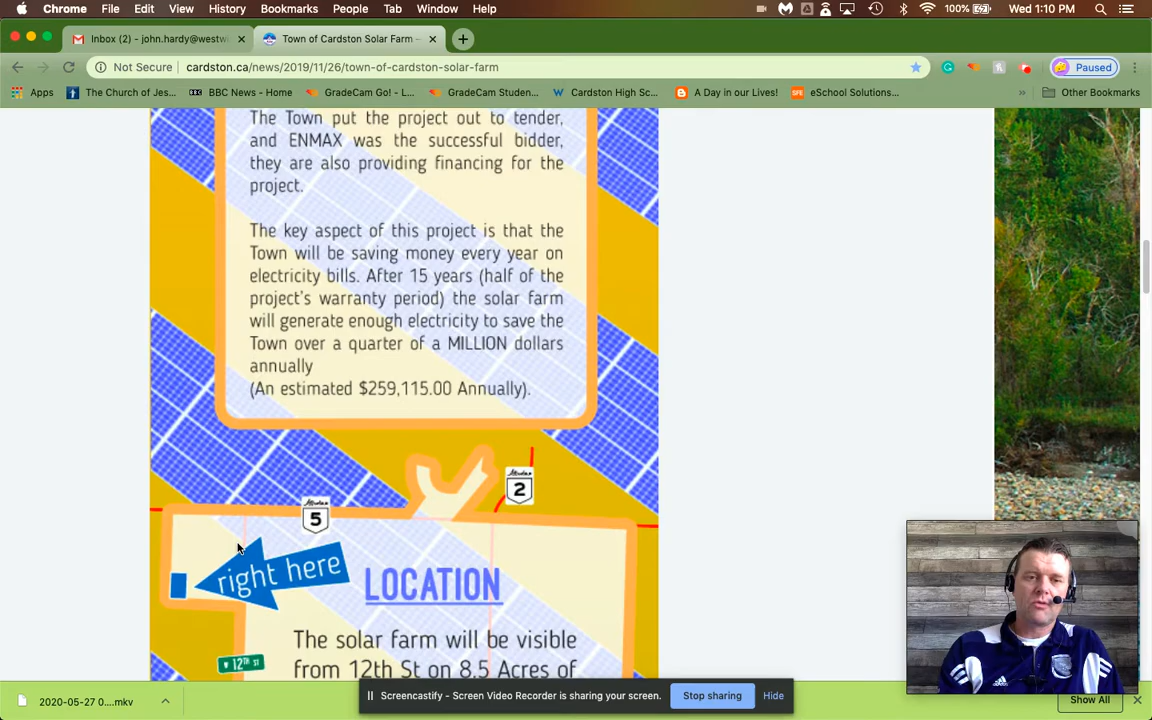 Chrome File Edit View History Bookmarks People Tab Window Help 100% Wed 1:10 PM
Inbox (2) - john.hardy@westwi
Town of Cardston Solar Farm –
Not Secure cardston.ca/news/2019/11/26/town-of-cardston-solar-farm Paused
Apps The Church of Jes... BBC News - Home GradeCam Go! - L... GradeCam Studen... Cardston High Sc... A Day in our Lives! SFE eSchool Solutions... » Other Bookmarks
The Town put the project out to tender,
and ENMAX was the successful bidder,
they are also providing financing for the
project.
The key aspect of this project is that the
Town will be saving money every year on
electricity bills. After 15 years (half of the
project's warranty period) the solar farm
will generate enough electricity to save the
Town over a quarter of a MILLION dollars
annually
(An estimated $259,115.00 Annually).
Alberta
2
Alberta
5
right here
LOCATION
The solar farm will be visible
W 12TH ST
from 12th St on 8.5 Acres of
2020-05-27 0....mkv
Screencastify - Screen Video Recorder is sharing your screen. Stop sharing Hide
Show All